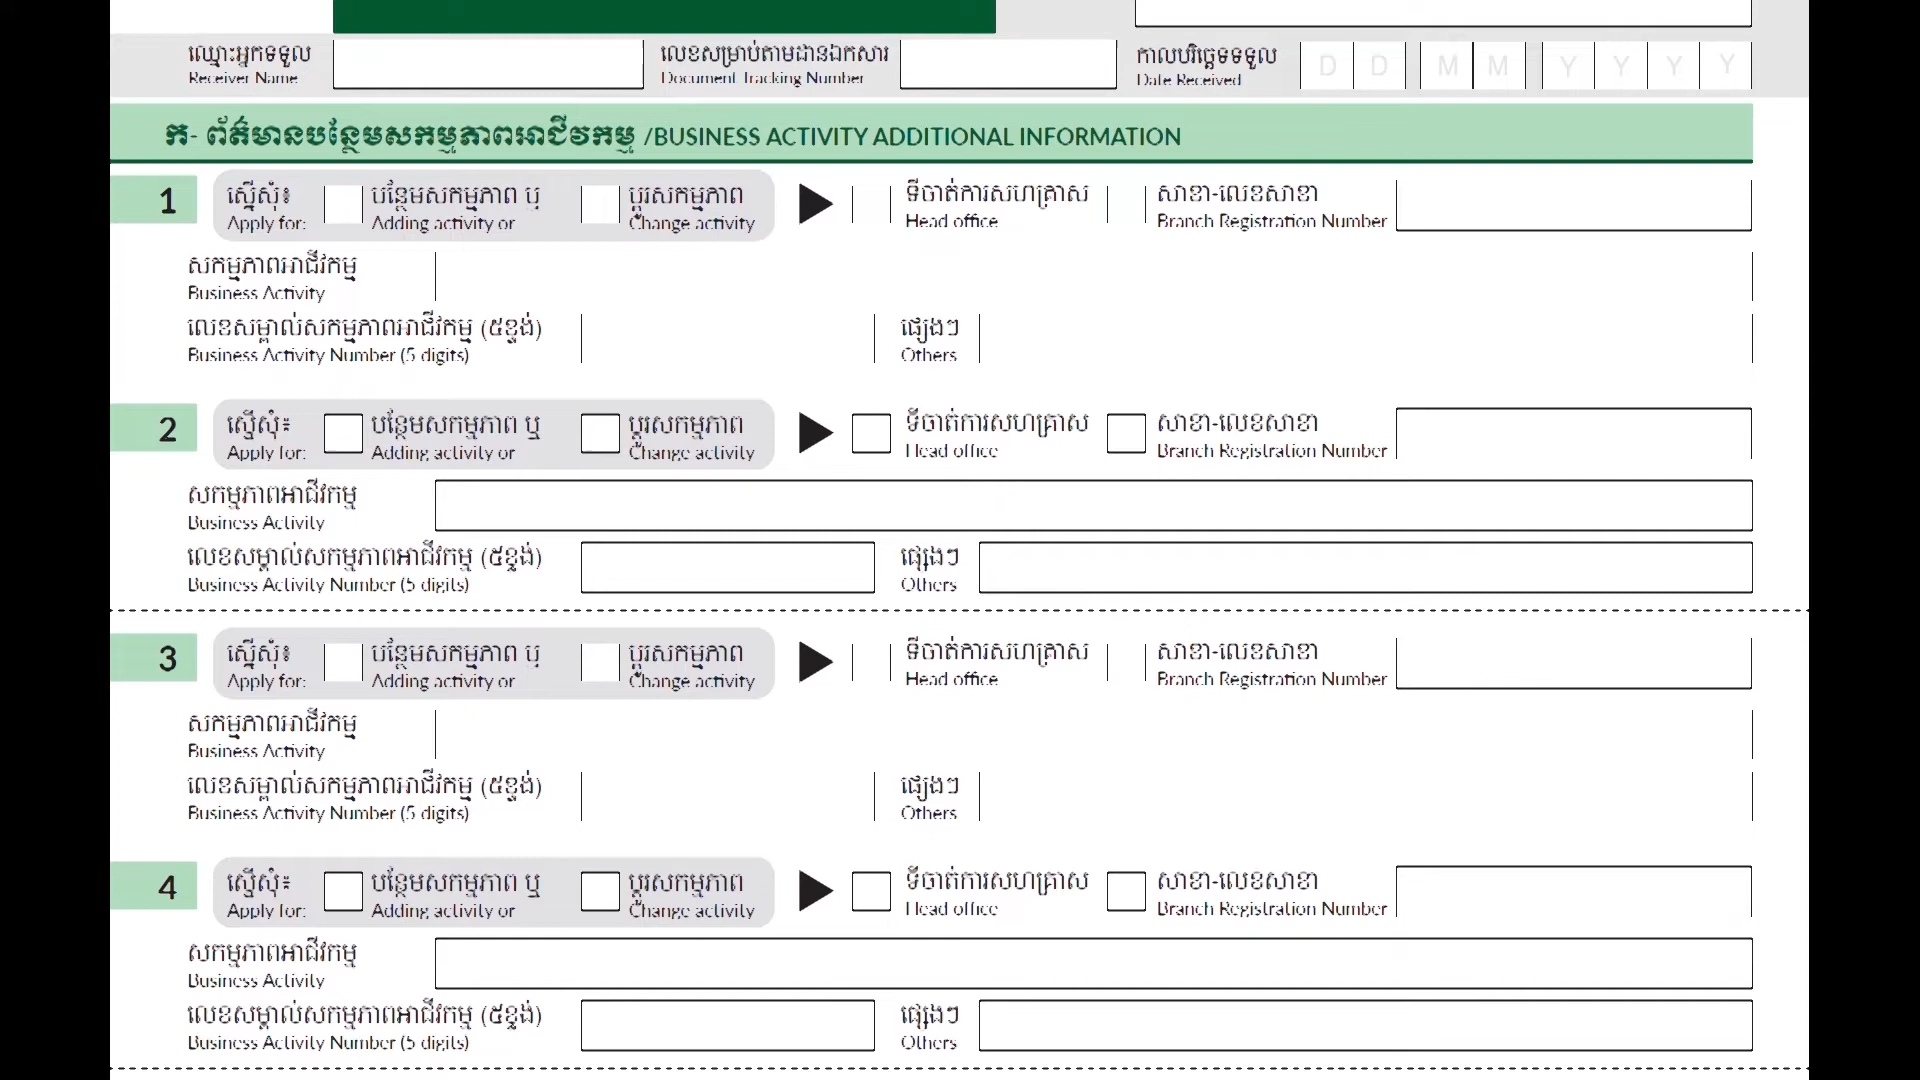 ឈ្មោះអ្នកទទួល លេខសម្រាប់តាមដានឯកសារ កាលបរិច្ឆេទទទួល
Receiver Name Document Tracking Number Date Received D D M M Y Y Y Y
ក- ព័ត៌មានបន្ថែមសកម្មភាពអាជីវកម្ម /BUSINESS ACTIVITY ADDITIONAL INFORMATION
1 ស្នើសុំ៖ បន្ថែមសកម្មភាព ឬ ប្តូរសកម្មភាព ទីចាត់ការសហគ្រាស សាខា-លេខសាខា
Apply for: Adding activity or Change activity Head office Branch Registration Number
សកម្មភាពអាជីវកម្ម
Business Activity
លេខសម្គាល់សកម្មភាពអាជីវកម្ម (៥ខ្ទង់) ផ្សេងៗ
Business Activity Number (5 digits) Others
2 ស្នើសុំ៖ បន្ថែមសកម្មភាព ឬ ប្តូរសកម្មភាព ទីចាត់ការសហគ្រាស សាខា-លេខសាខា
Apply for: Adding activity or Change activity Head office Branch Registration Number
សកម្មភាពអាជីវកម្ម
Business Activity
លេខសម្គាល់សកម្មភាពអាជីវកម្ម (៥ខ្ទង់) ផ្សេងៗ
Business Activity Number (5 digits) Others
3 ស្នើសុំ៖ បន្ថែមសកម្មភាព ឬ ប្តូរសកម្មភាព ទីចាត់ការសហគ្រាស សាខា-លេខសាខា
Apply for: Adding activity or Change activity Head office Branch Registration Number
សកម្មភាពអាជីវកម្ម
Business Activity
លេខសម្គាល់សកម្មភាពអាជីវកម្ម (៥ខ្ទង់) ផ្សេងៗ
Business Activity Number (5 digits) Others
4 ស្នើសុំ៖ បន្ថែមសកម្មភាព ឬ ប្តូរសកម្មភាព ទីចាត់ការសហគ្រាស សាខា-លេខសាខា
Apply for: Adding activity or Change activity Head office Branch Registration Number
សកម្មភាពអាជីវកម្ម
Business Activity
លេខសម្គាល់សកម្មភាពអាជីវកម្ម (៥ខ្ទង់) ផ្សេងៗ
Business Activity Number (5 digits) Others